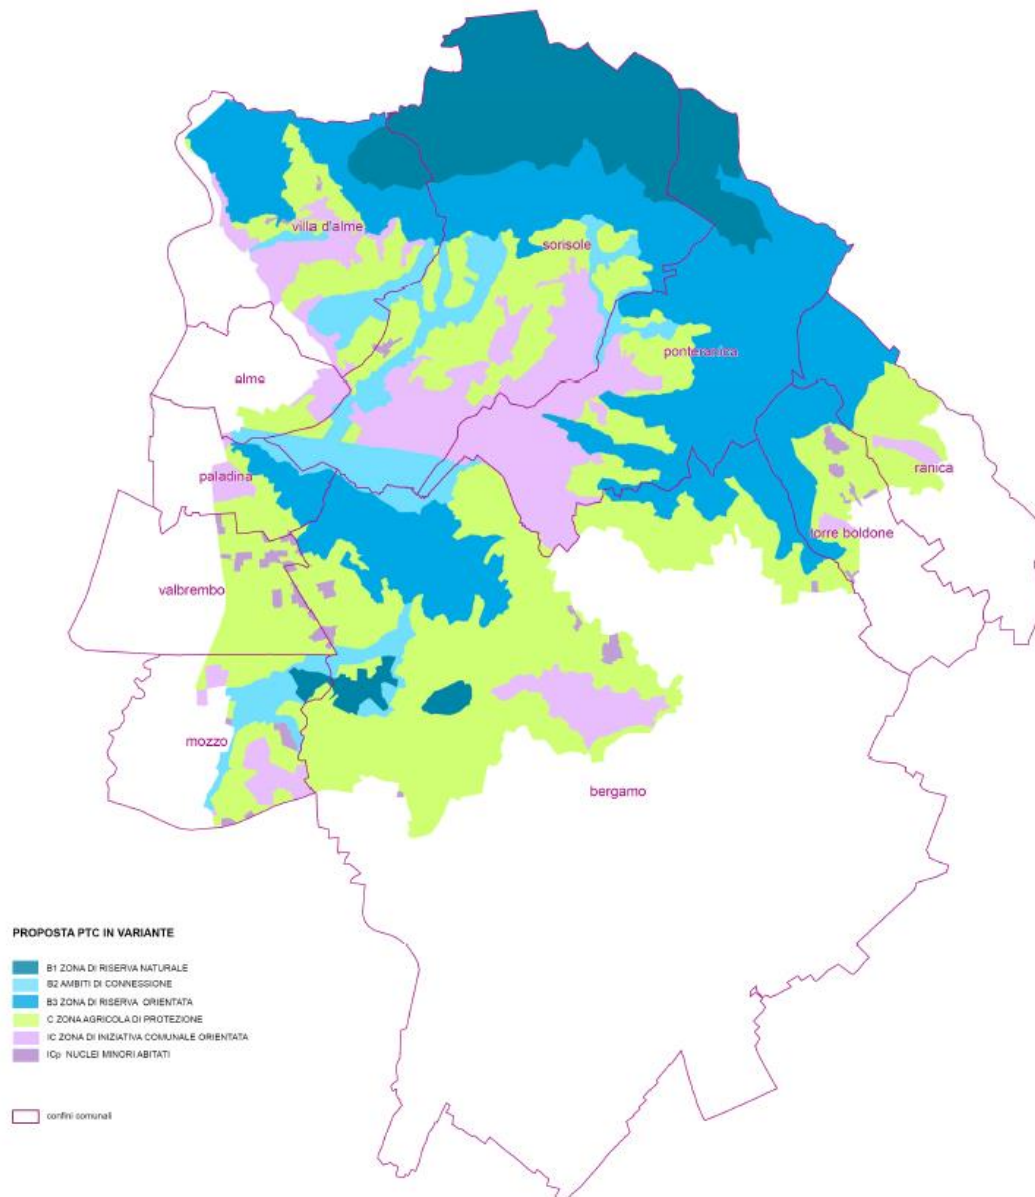 villa d'alme
sorisole
ponteranica
alme
ranica
paladina
torre boldone
valbrembo
mozzo
bergamo
PROPOSTA PTC IN VARIANTE
B1 ZONA DI RISERVA NATURALE
B2 AMBITI DI CONNESSIONE
B3 ZONA DI RISERVA ORIENTATA
C ZONA AGRICOLA DI PROTEZIONE
IC ZONA DI INIZIATIVA COMUNALE ORIENTATA
ICp NUCLEI MINORI ABITATI
confini comunali